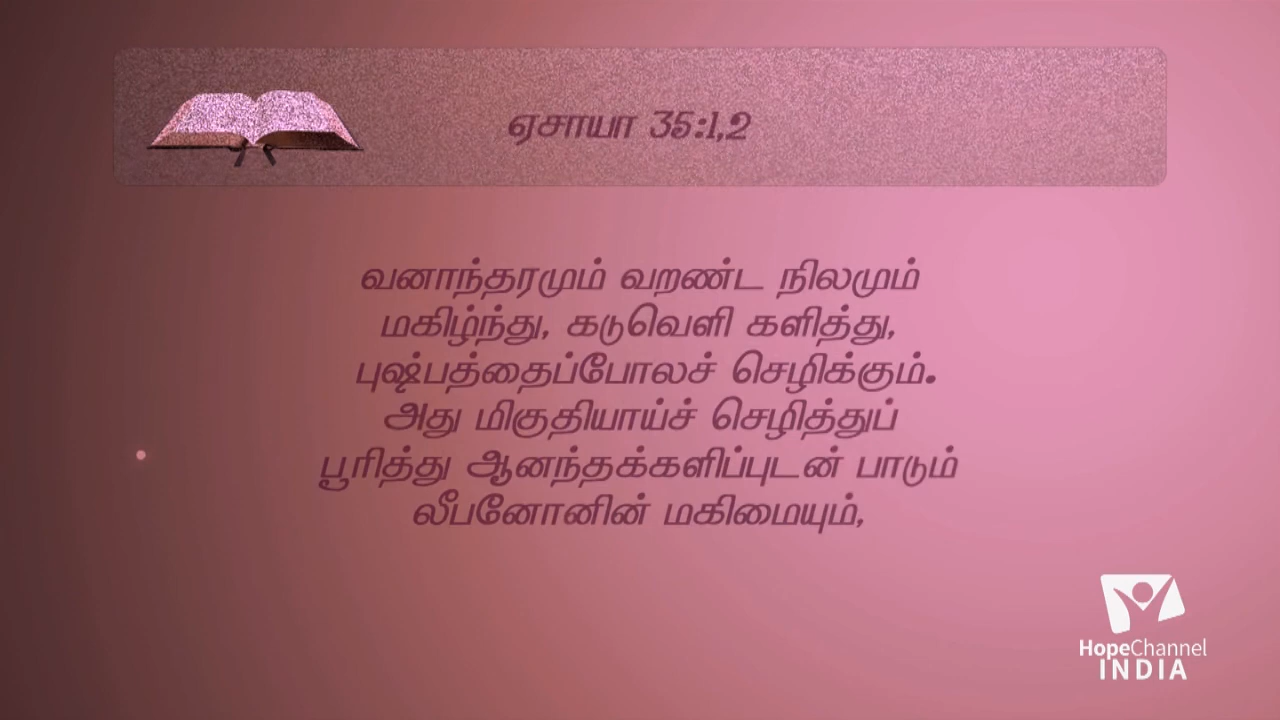 ஏசாயா 35:1,2
வனாந்தரமும் வறண்ட நிலமும்
மகிழ்ந்து, கடுவெளி களித்து,
புஷ்பத்தைப்போலச் செழிக்கும்.
அது மிகுதியாய்ச் செழித்துப்
பூரித்து ஆனந்தக்களிப்புடன் பாடும்
லீபனோனின் மகிமையும்,
HopeChannel
INDIA